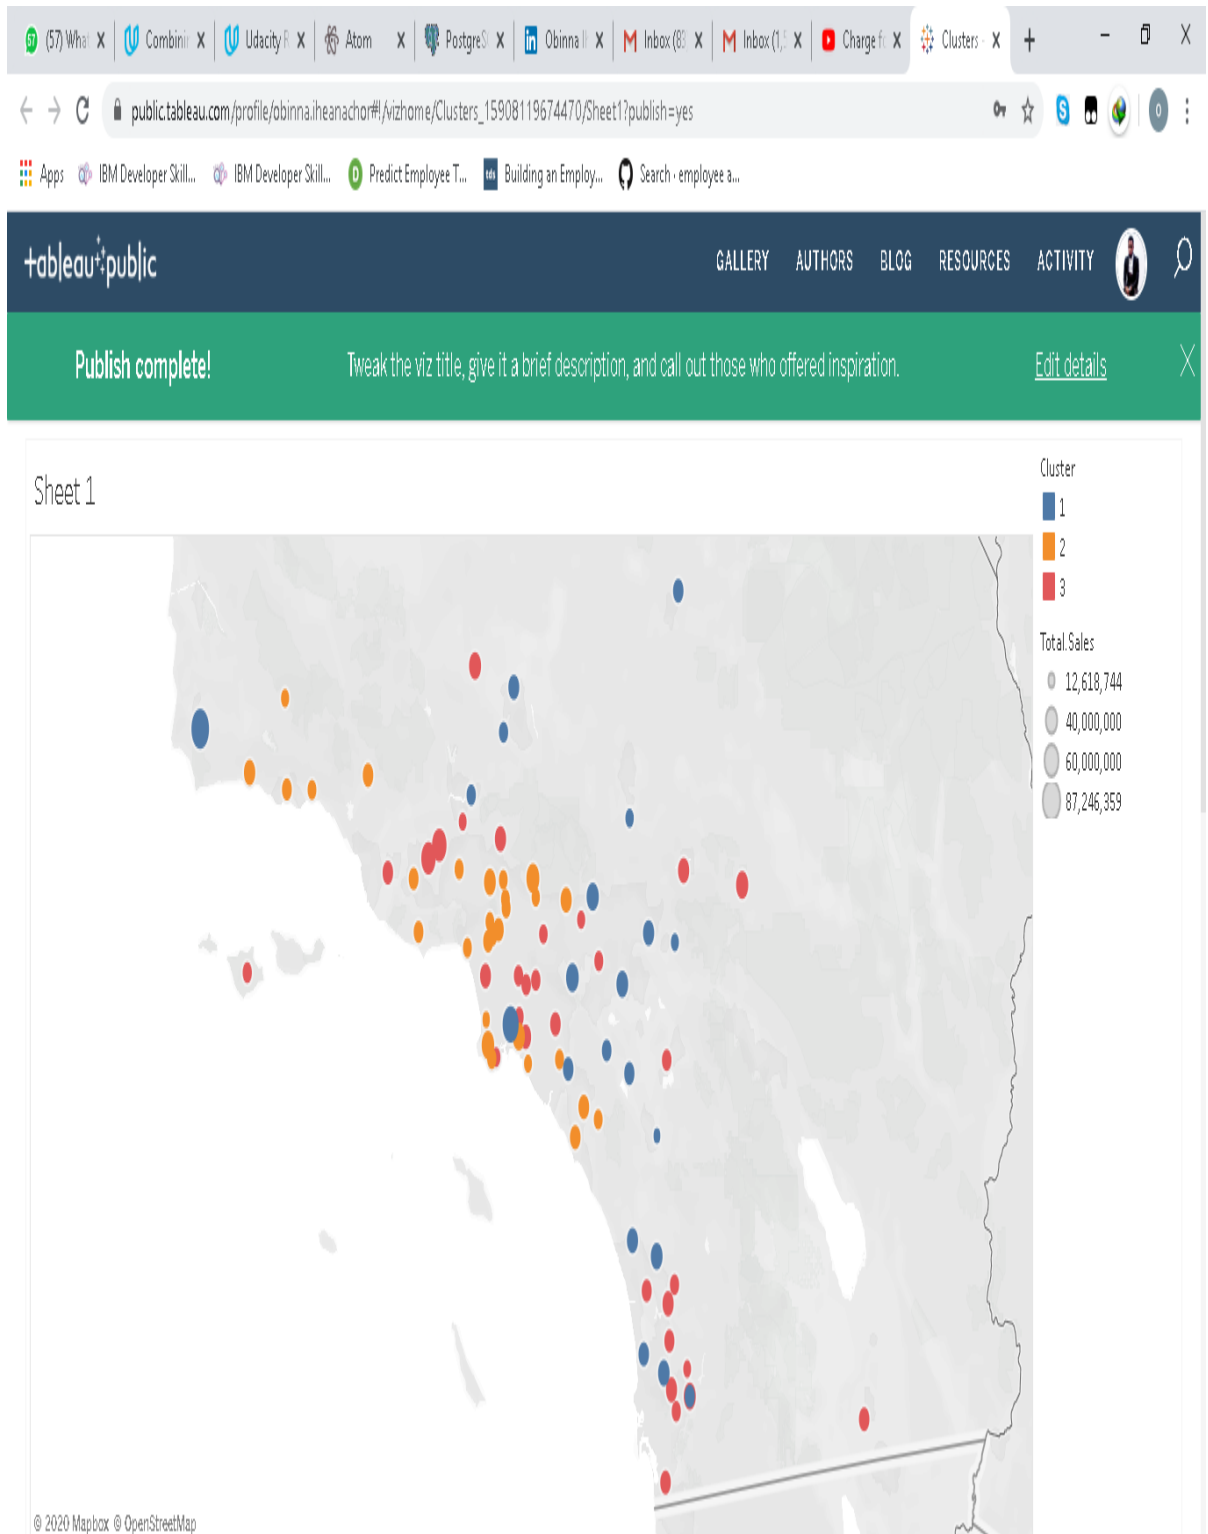 (57) What Combinin Udacity R Atom PostgreS Obinna I Inbox (8 Inbox (1, Charge f Clusters -
public.tableau.com/profile/obinna.iheanachor#!/vizhome/Clusters_15908119674470/Sheet1?publish=yes
Apps IBM Developer Skill... IBM Developer Skill... Predict Employee T... tds Building an Employ... Search · employee a...
+ableau public GALLERY AUTHORS BLOG RESOURCES ACTIVITY
Publish complete! Tweak the viz title, give it a brief description, and call out those who offered inspiration. Edit details
Sheet 1
Cluster
1
2
3
Total.Sales
12,618,744
40,000,000
60,000,000
87,246,359
© 2020 Mapbox © OpenStreetMap